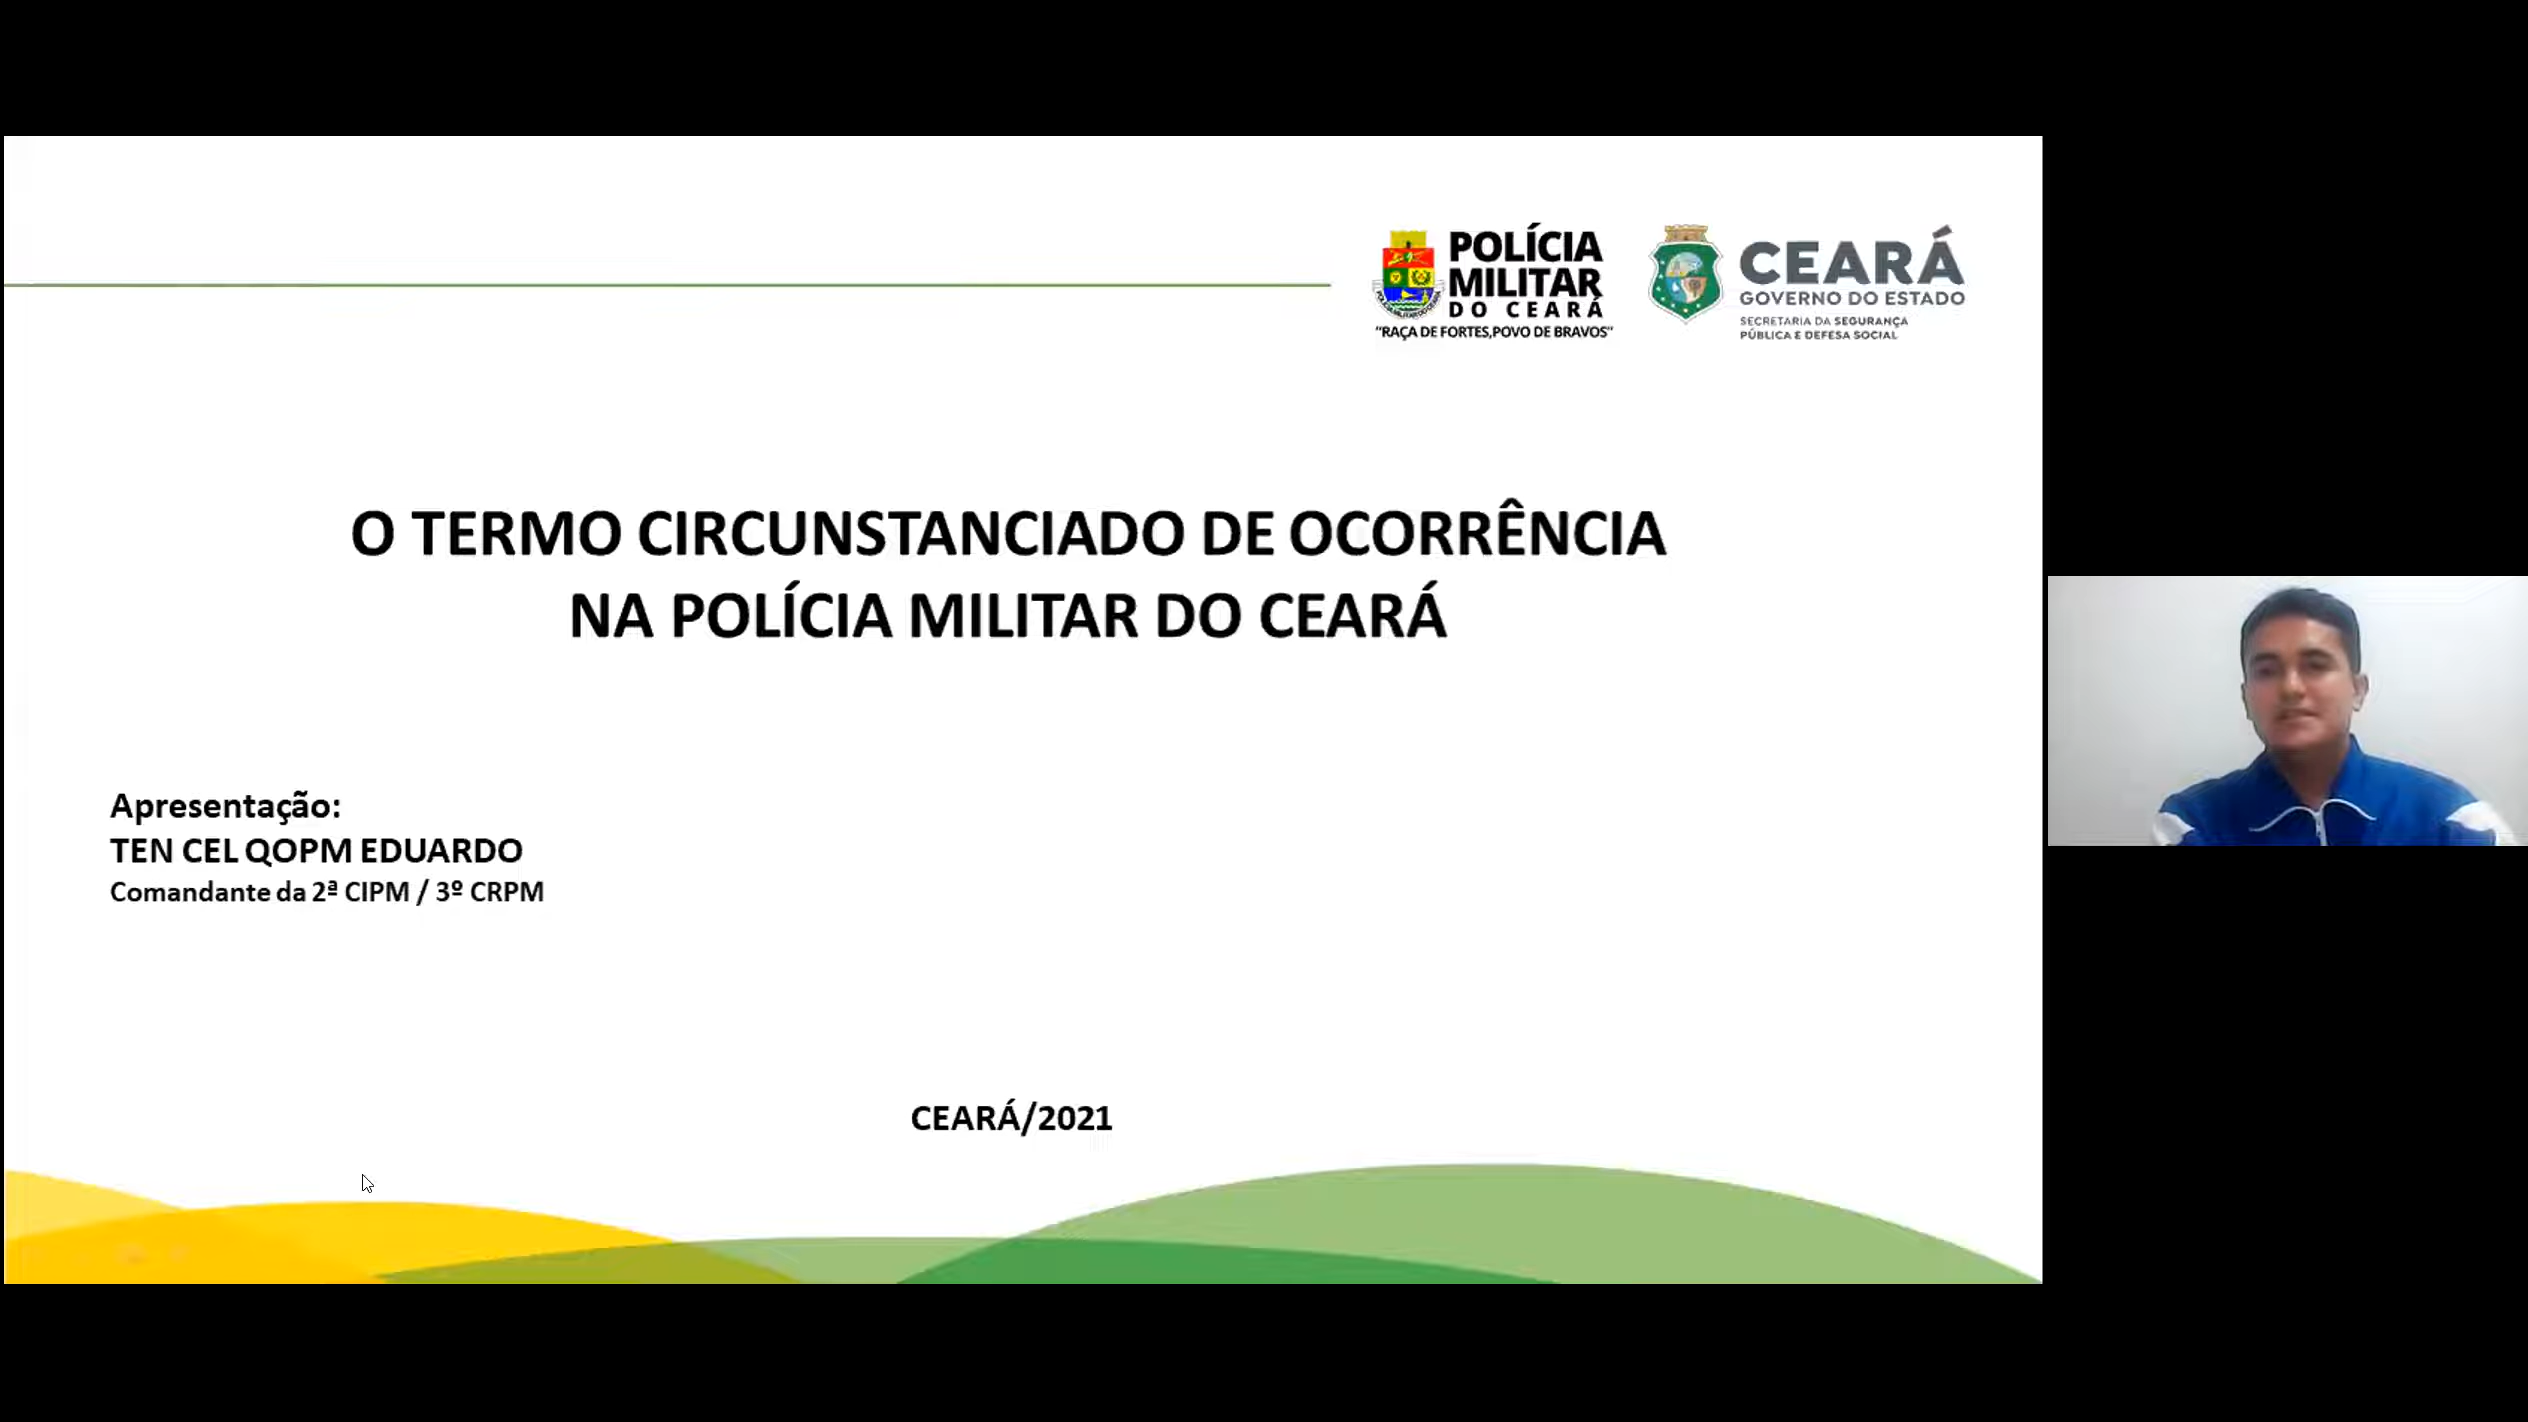 POLÍCIA
MILITAR
DO CEARÁ
"RAÇA DE FORTES,POVO DE BRAVOS"
CEARÁ
GOVERNO DO ESTADO
SECRETARIA DA SEGURANÇA
PÚBLICA E DEFESA SOCIAL
O TERMO CIRCUNSTANCIADO DE OCORRÊNCIA
NA POLÍCIA MILITAR DO CEARÁ
Apresentação:
TEN CEL QOPM EDUARDO
Comandante da 2ª CIPM / 3º CRPM
CEARÁ/2021